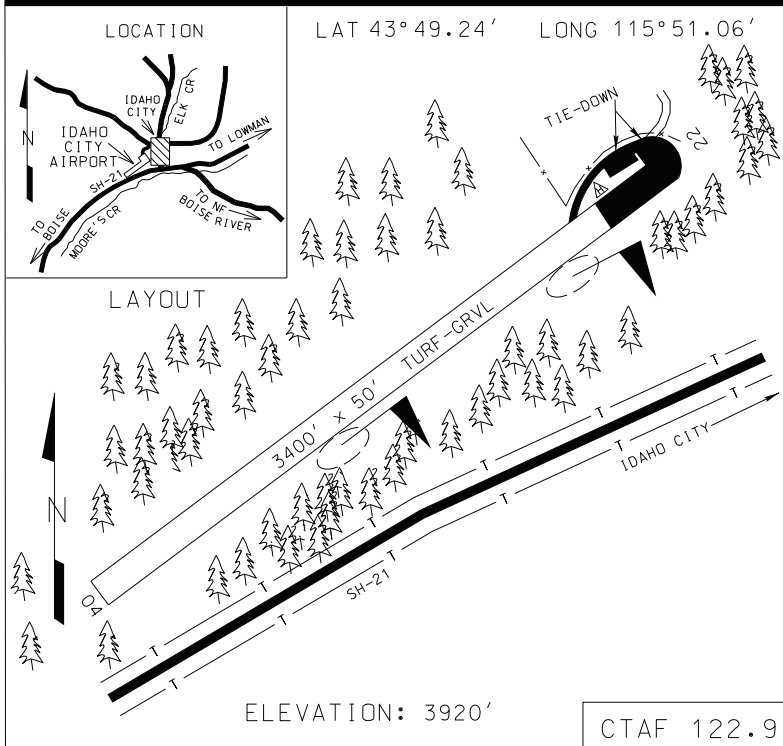 LOCATION
LAT 43°49.24' LONG 115°51.06'
IDAHO
CITY
ELK CR
N
IDAHO
CITY
AIRPORT
TO LOWMAN
SH-21
TO
BOISE
MOORE'S CR
TO NF
BOISE RIVER
TIE-DOWN
22
LAYOUT
3400' × 50' TURF-GRVL
N
04
T
T
T
T
T
T
T
T
T
T
IDAHO CITY
SH-21
ELEVATION: 3920'
CTAF 122.9